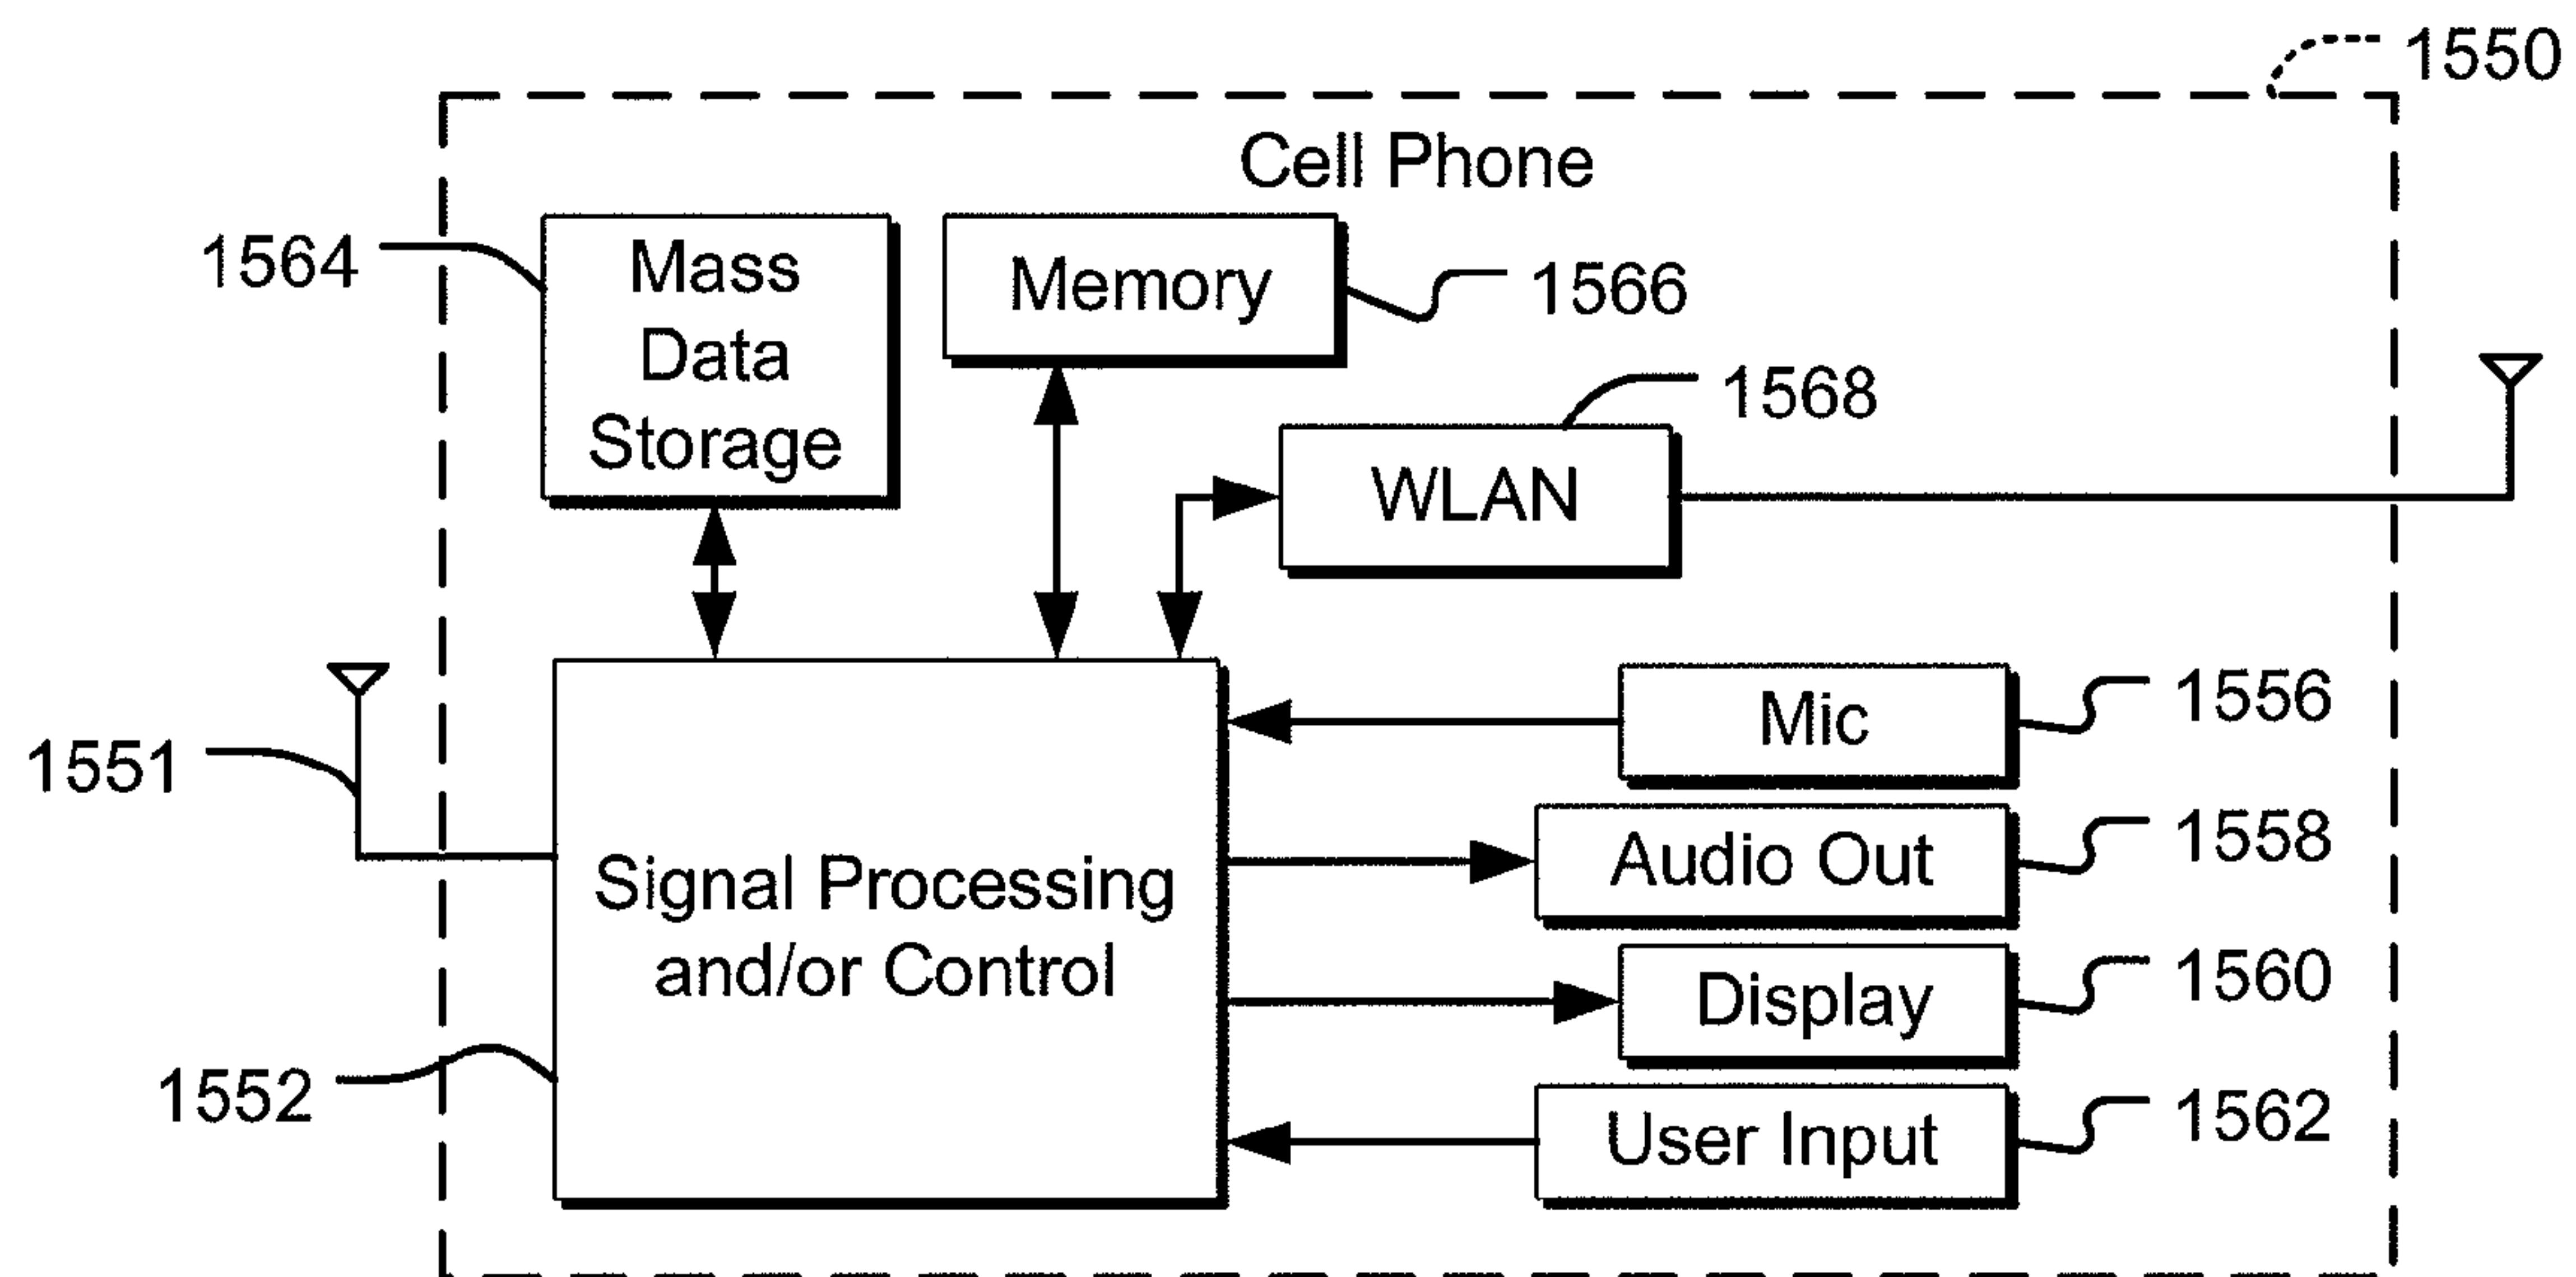 1550
Cell Phone
1564
Mass
Data
Storage
Memory
1566
1568
WLAN
1551
1552
Signal Processing
and/or Control
Mic
1556
Audio Out
1558
Display
1560
User Input
1562